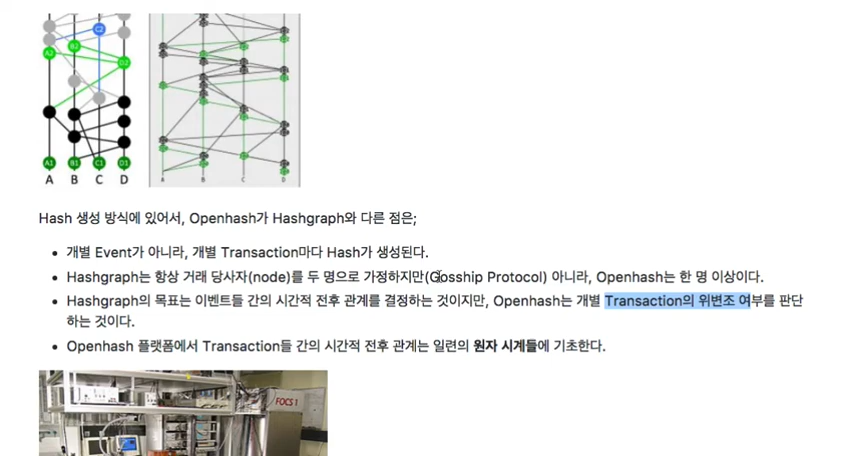 C2
A3
B2
D2
A1
B1
C1
D1
A
B
C
D
A
B
C
D
Hash 생성 방식에 있어서, Openhash가 Hashgraph와 다른 점은;
개별 Event가 아니라, 개별 Transaction마다 Hash가 생성된다.
Hashgraph는 항상 거래 당사자(node)를 두 명으로 가정하지만(Gosship Protocol) 아니라, Openhash는 한 명 이상이다.
Hashgraph의 목표는 이벤트들 간의 시간적 전후 관계를 결정하는 것이지만, Openhash는 개별 Transaction의 위변조 여부를 판단
하는 것이다.
Openhash 플랫폼에서 Transaction들 간의 시간적 전후 관계는 일련의 원자 시계들에 기초한다.
FOCS 1